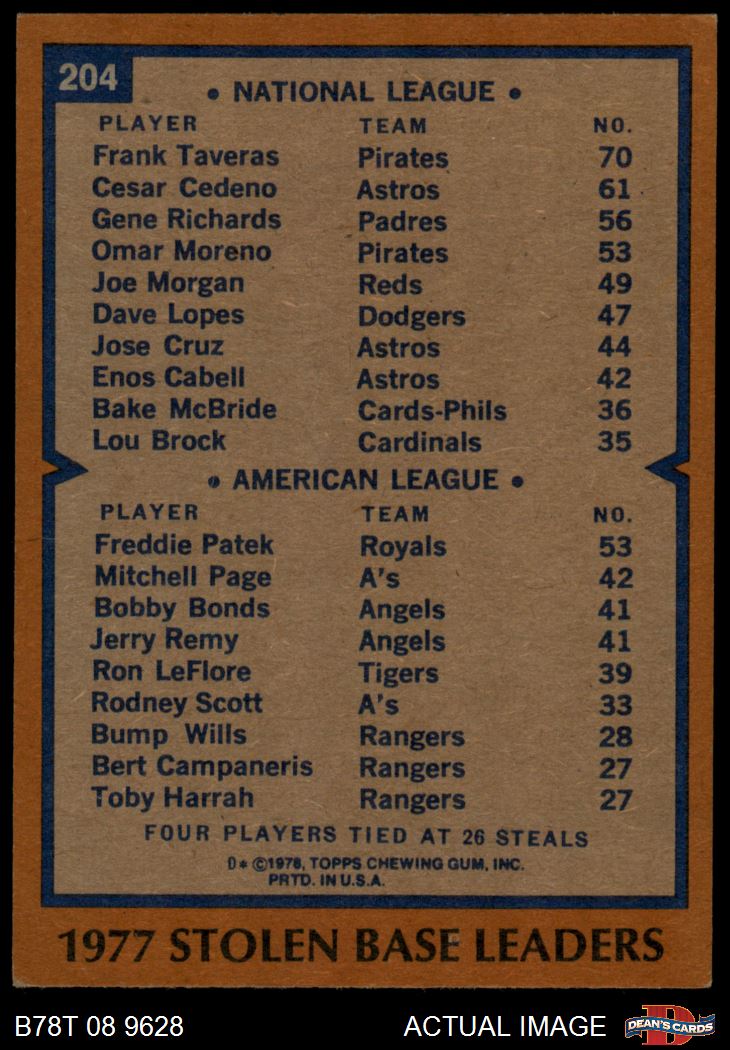 204
• NATIONAL LEAGUE •
PLAYER TEAM NO.
Frank Taveras Pirates 70
Cesar Cedeno Astros 61
Gene Richards Padres 56
Omar Moreno Pirates 53
Joe Morgan Reds 49
Dave Lopes Dodgers 47
Jose Cruz Astros 44
Enos Cabell Astros 42
Bake McBride Cards-Phils 36
Lou Brock Cardinals 35
• AMERICAN LEAGUE •
PLAYER TEAM NO.
Freddie Patek Royals 53
Mitchell Page A's 42
Bobby Bonds Angels 41
Jerry Remy Angels 41
Ron LeFlore Tigers 39
Rodney Scott A's 33
Bump Wills Rangers 28
Bert Campaneris Rangers 27
Toby Harrah Rangers 27
FOUR PLAYERS TIED AT 26 STEALS
D* ©1978, TOPPS CHEWING GUM, INC.
PRTD. IN U.S.A.
1977 STOLEN BASE LEADERS
B78T 08 9628 ACTUAL IMAGE D DEAN'S CARDS